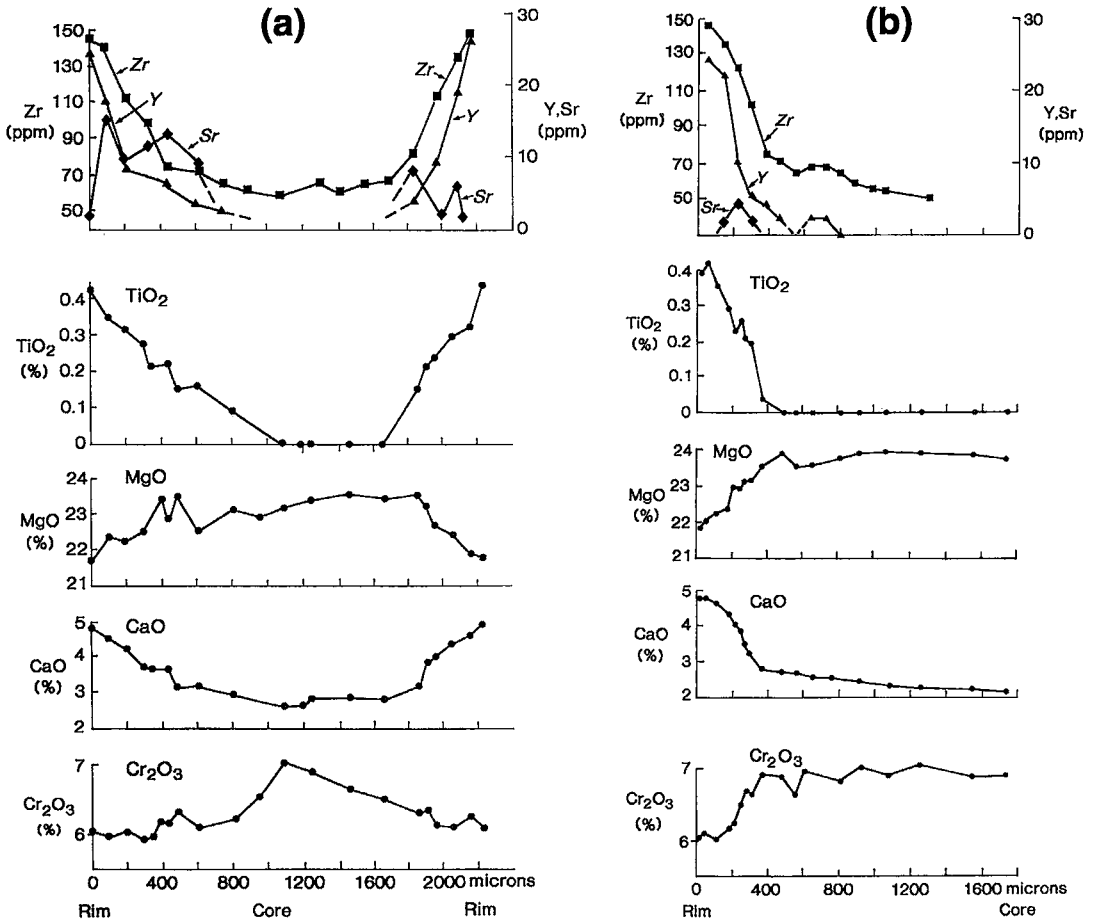 (a)
150
130
110
90
70
50
Zr
(ppm)
30
20
10
0
Y,Sr
(ppm)
Zr
Y
Sr
Zr
Y
Sr
TiO2
0.4
0.3
0.2
0.1
0
TiO2
(%)
MgO
24
23
22
21
MgO
(%)
CaO
5
4
3
2
CaO
(%)
Cr2O3
7
6
Cr2O3
(%)
0 400 800 1200 1600 2000 microns
Rim Core Rim
(b)
150
130
110
90
70
50
Zr
(ppm)
30
20
10
0
Y,Sr
(ppm)
Zr
Y
Sr
TiO2
0.4
0.3
0.2
0.1
0
TiO2
(%)
MgO
24
23
22
21
MgO
(%)
CaO
5
4
3
2
CaO
(%)
Cr2O3
7
6
Cr2O3
(%)
0 400 800 1200 1600 microns
Rim Core